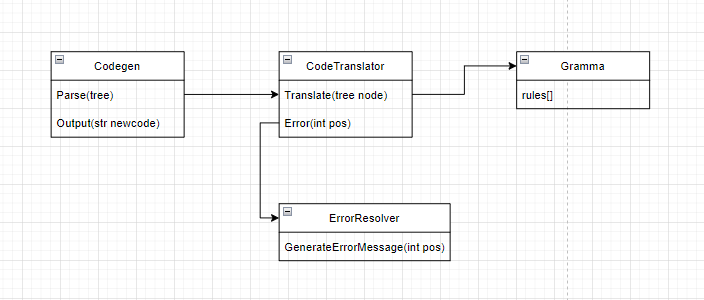 Codegen
Parse(tree)
Output(str newcode)
CodeTranslator
Translate(tree node)
Error(int pos)
Gramma
rules[]
ErrorResolver
GenerateErrorMessage(int pos)